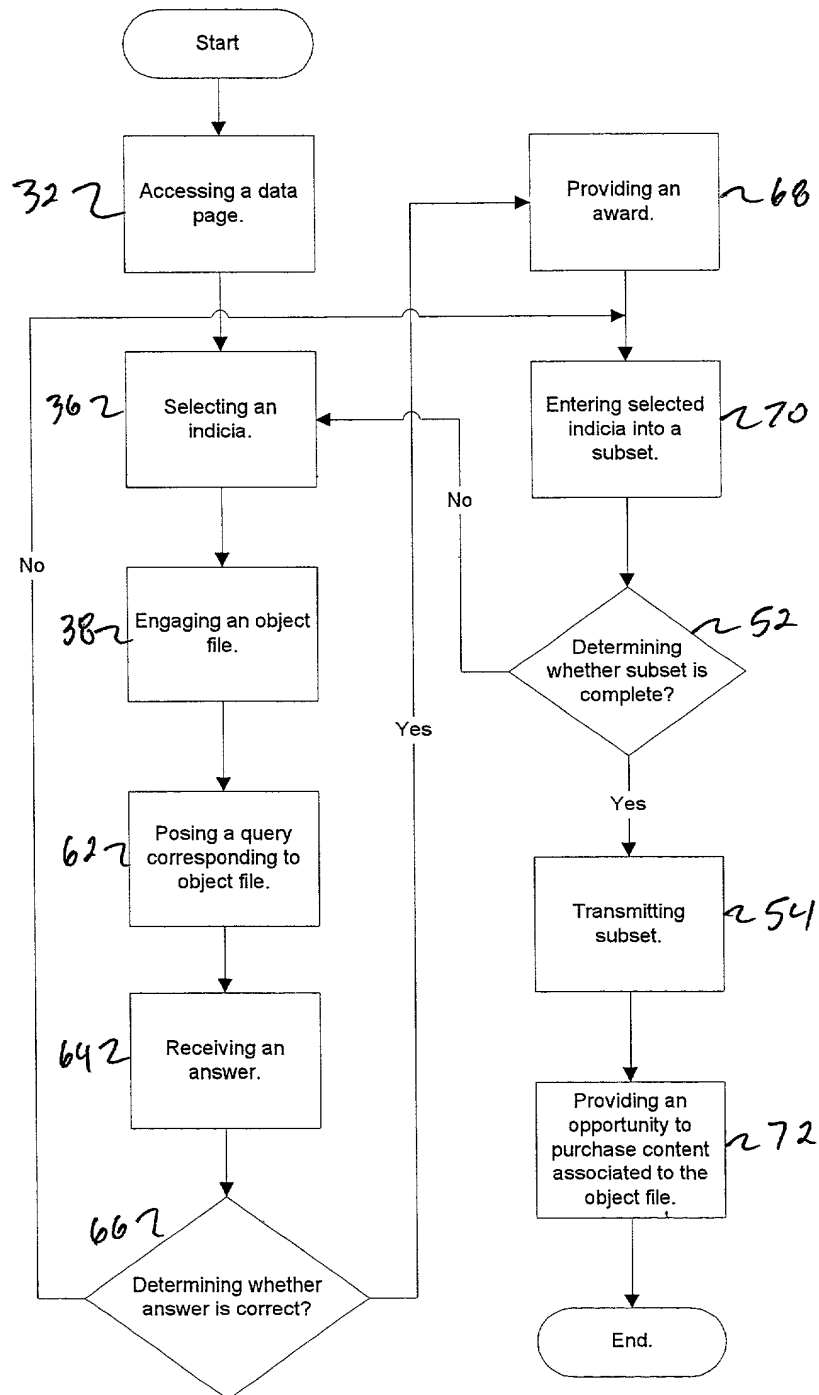 Start
32
Accessing a data
page.
36
Selecting an
indicia.
38
Engaging an object
file.
62
Posing a query
corresponding to
object file.
64
Receiving an
answer.
66
Determining whether
answer is correct?
No
Yes
Providing an
award.
68
Entering selected
indicia into a
subset.
70
Determining
whether subset is
complete?
52
No
Yes
Transmitting
subset.
54
Providing an
opportunity to
purchase content
associated to the
object file.
72
End.